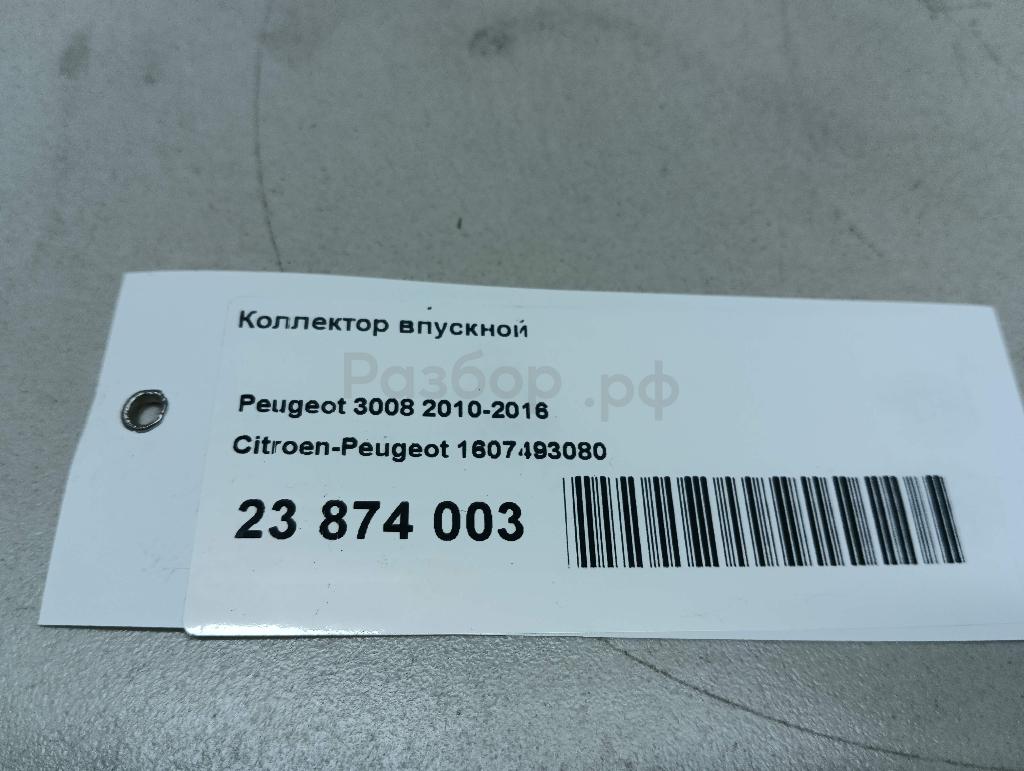 Коллектор впускной
Разбор.рф
Peugeot 3008 2010-2016
Citroen-Peugeot 1607493080
23 874 003